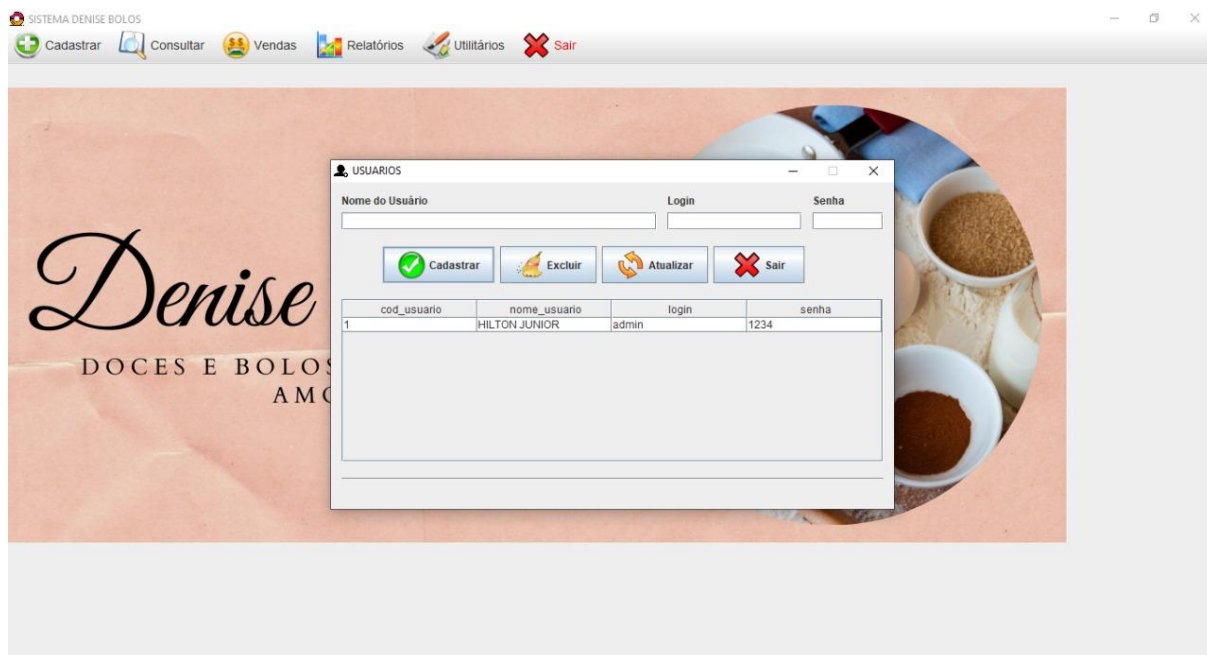 SISTEMA DENISE BOLOS
Cadastrar Consultar Vendas Relatórios Utilitários Sair
USUARIOS
Nome do Usuário Login Senha
Cadastrar Excluir Atualizar Sair
cod_usuario nome_usuario login senha
1 HILTON JUNIOR admin 1234
Denise
DOCES E BOLOS
AMO